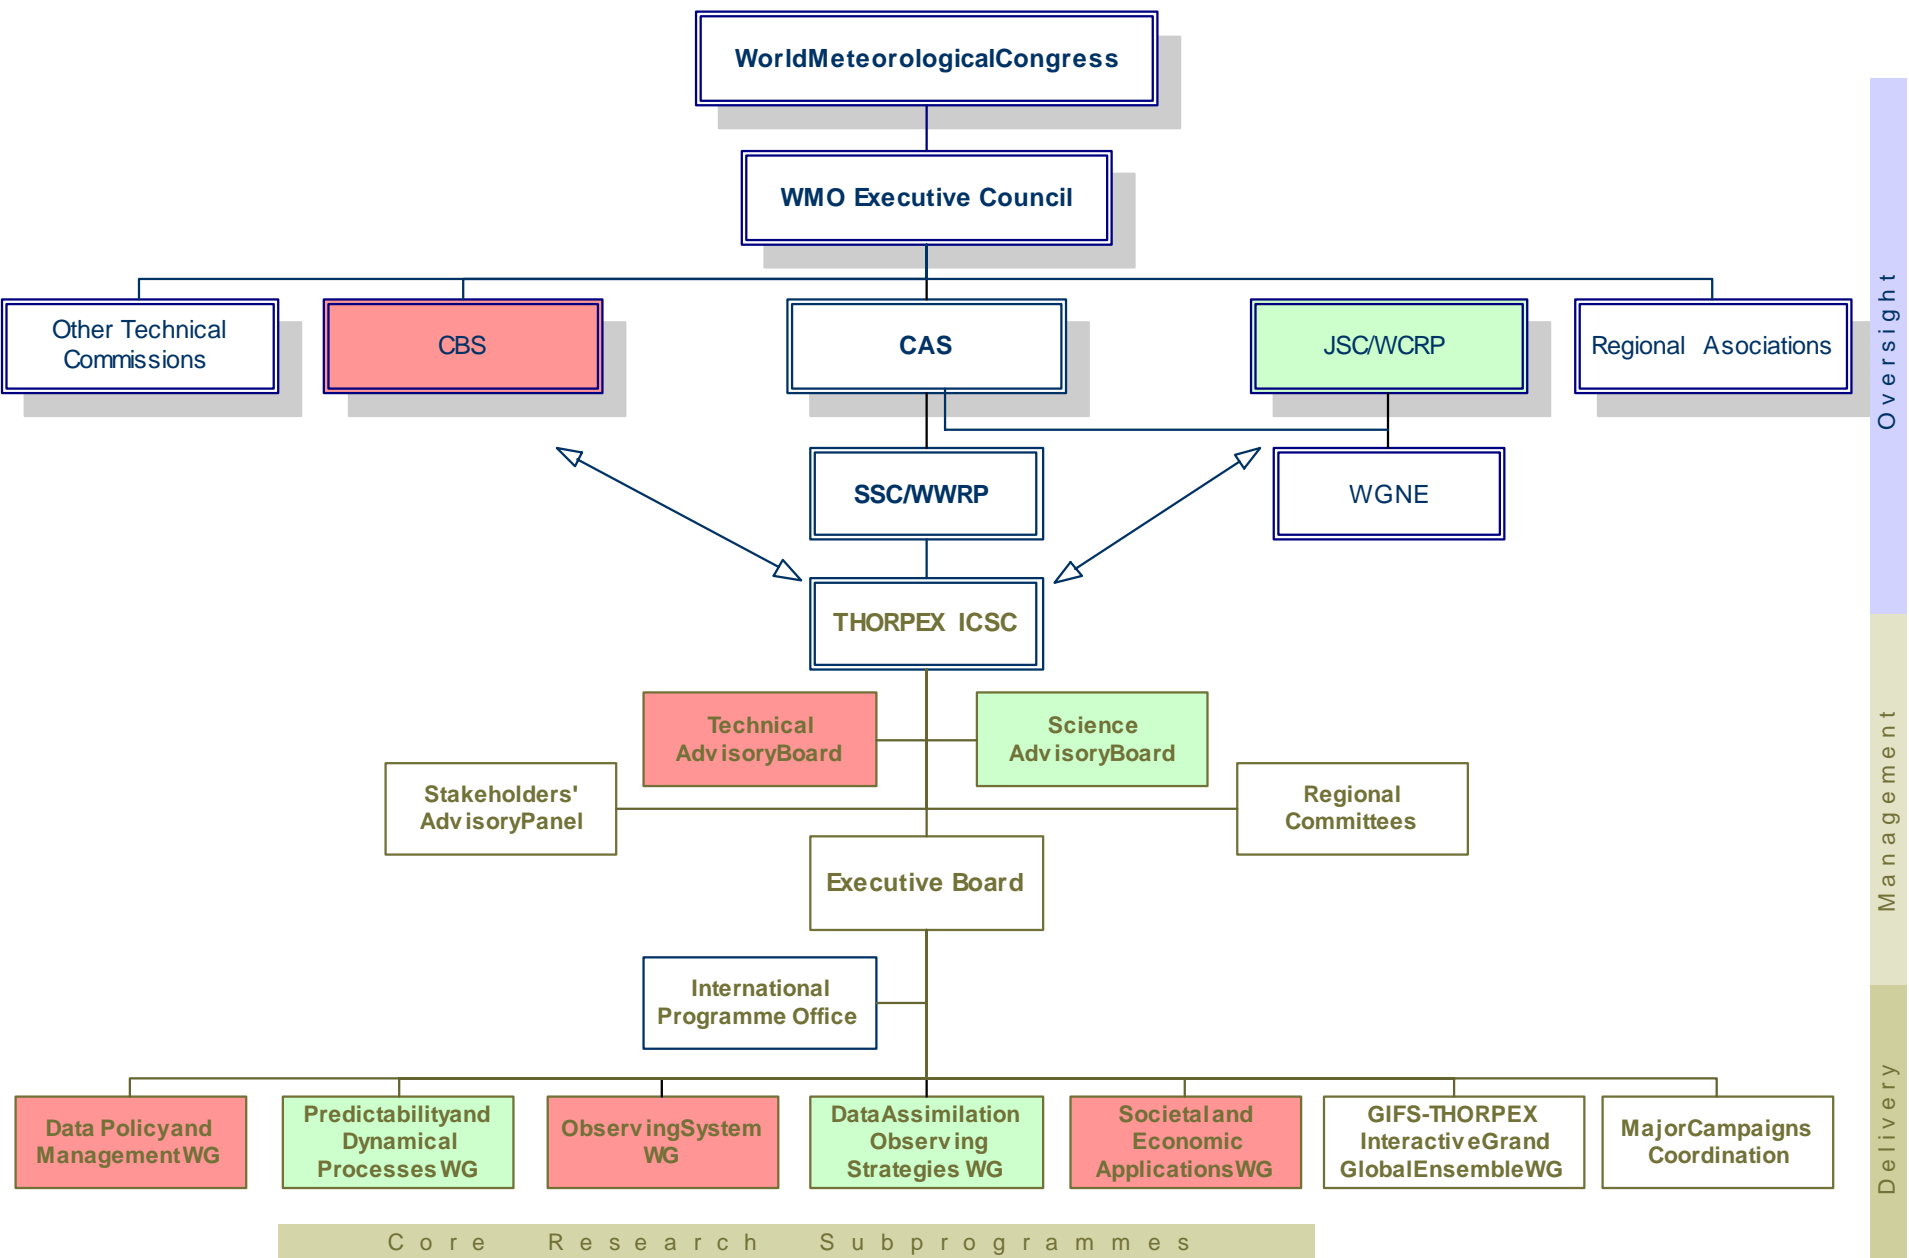 WorldMeteorologicalCongress
WMO Executive Council
Other Technical
Commissions
CBS
CAS
JSC/WCRP
Regional Asociations
SSC/WWRP
WGNE
THORPEX ICSC
Technical
AdvisoryBoard
Science
AdvisoryBoard
Stakeholders'
AdvisoryPanel
Regional
Committees
Executive Board
International
Programme Office
Data Policyand
ManagementWG
Predictabilityand
Dynamical
Processes WG
ObservingSystem
WG
DataAssimilation
Observing
Strategies WG
Societaland
Economic
ApplicationsWG
GIFS-THORPEX
InteractiveGrand
GlobalEnsembleWG
MajorCampaigns
Coordination
Core Research Subprogrammes
Oversight
Management
Delivery